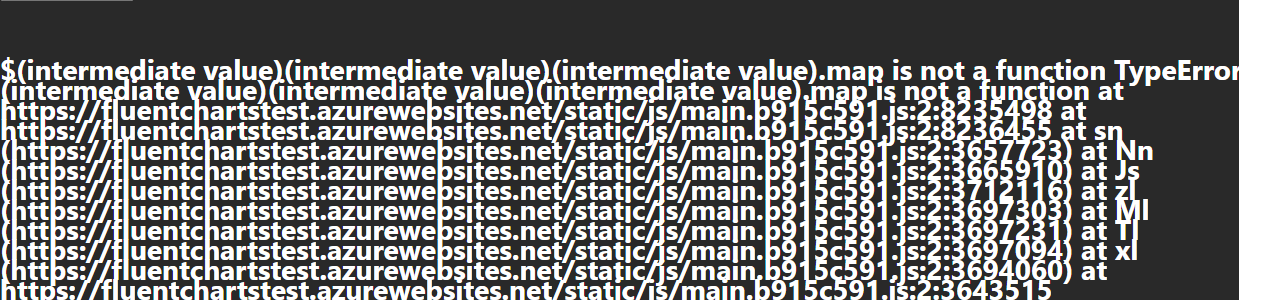 $(intermediate value)(intermediate value)(intermediate value).map is not a function TypeError
(intermediate value)(intermediate value)(intermediate value).map is not a function at
https://fluentchartstest.azurewebsites.net/static/js/main.b915c591.js:2:8235498 at
https://fluentchartstest.azurewebsites.net/static/js/main.b915c591.js:2:8236455 at sn
(https://fluentchartstest.azurewebsites.net/static/js/main.b915c591.js:2:3657723) at Nn
(https://fluentchartstest.azurewebsites.net/static/js/main.b915c591.js:2:3665910) at Js
(https://fluentchartstest.azurewebsites.net/static/js/main.b915c591.js:2:3712116) at zl
(https://fluentchartstest.azurewebsites.net/static/js/main.b915c591.js:2:3697303) at Ml
(https://fluentchartstest.azurewebsites.net/static/js/main.b915c591.js:2:3697231) at Tl
(https://fluentchartstest.azurewebsites.net/static/js/main.b915c591.js:2:3697094) at xl
(https://fluentchartstest.azurewebsites.net/static/js/main.b915c591.js:2:3694060) at
https://fluentchartstest.azurewebsites.net/static/js/main.b915c591.js:2:3643515